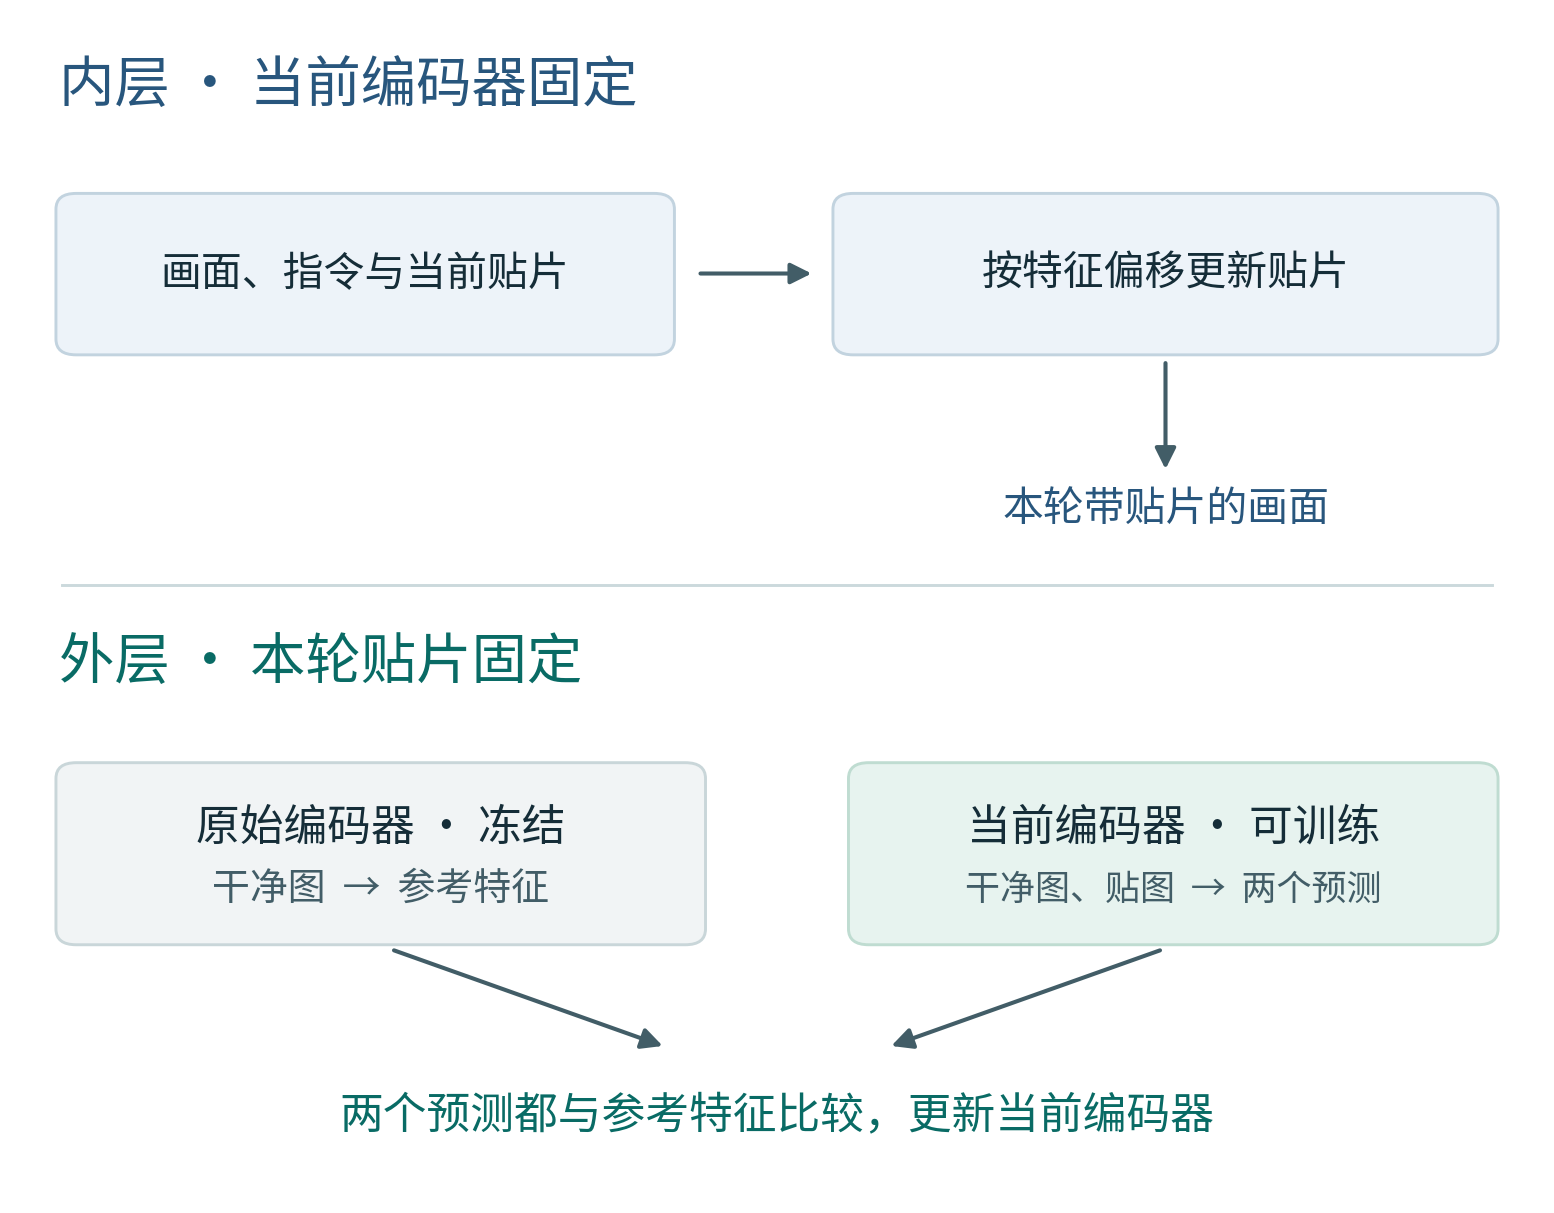 内层 · 当前编码器固定
画面、指令与当前贴片
按特征偏移更新贴片
本轮带贴片的画面
外层 · 本轮贴片固定
原始编码器 · 冻结
干净图 → 参考特征
当前编码器 · 可训练
干净图、贴图 → 两个预测
两个预测都与参考特征比较，更新当前编码器